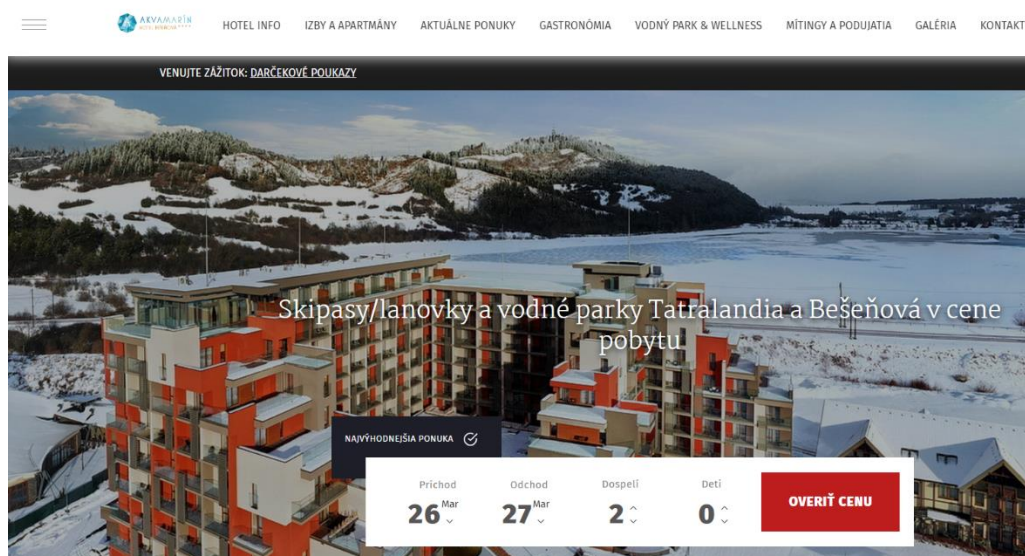 AKVAMARÍN
HOTEL BEŠEŇOVÁ ****
HOTEL INFO
IZBY A APARTMÁNY
AKTUÁLNE PONUKY
GASTRONÓMIA
VODNÝ PARK & WELLNESS
MÍTINGY A PODUJATIA
GALÉRIA
KONTAKT
VENUJTE ZÁŽITOK: DARČEKOVÉ POUKAZY
Skipasy/lanovky a vodné parky Tatralandia a Bešeňová v cene
pobytu
NAJVÝHODNEJŠIA PONUKA
Príchod
Odchod
Dospelí
Deti
26 Mar
27 Mar
2
0
OVERIŤ CENU